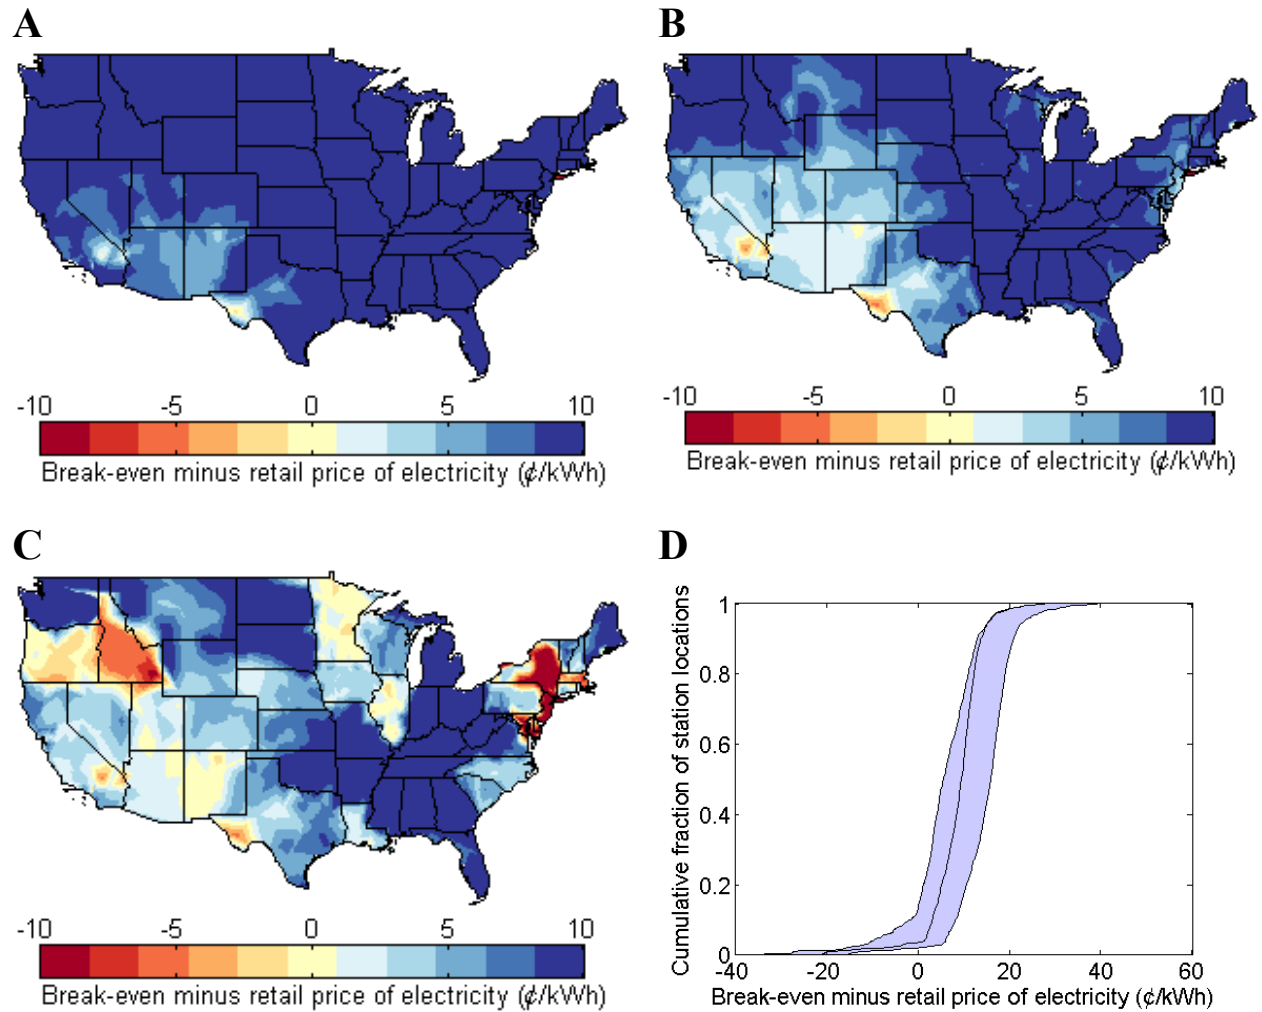 A
B
-10 -5 0 5 10
Break-even minus retail price of electricity (¢/kWh)
-10 -5 0 5 10
Break-even minus retail price of electricity (¢/kWh)
C
D
-10 -5 0 5 10
Break-even minus retail price of electricity (¢/kWh)
Cumulative fraction of station locations
1
0.8
0.6
0.4
0.2
0
-40 -20 0 20 40 60
Break-even minus retail price of electricity (¢/kWh)